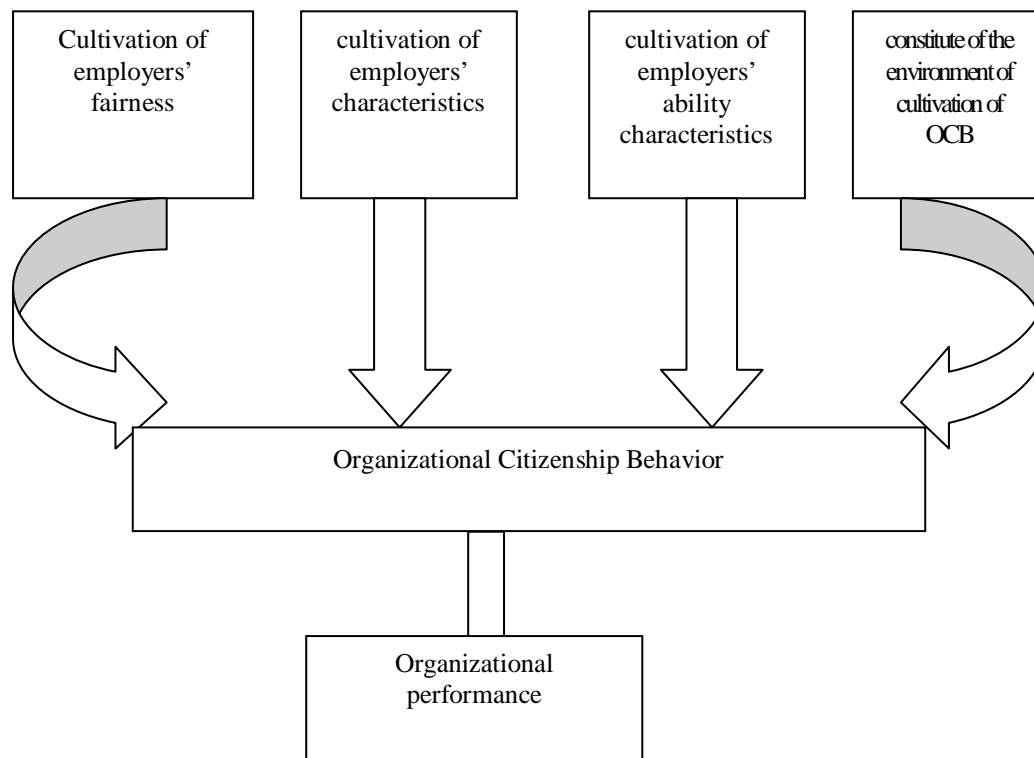 Cultivation of
employers’
fairness
cultivation of
employers’
characteristics
cultivation of
employers’
ability
characteristics
constitute of the
environment of
cultivation of
OCB
Organizational Citizenship Behavior
Organizational
performance